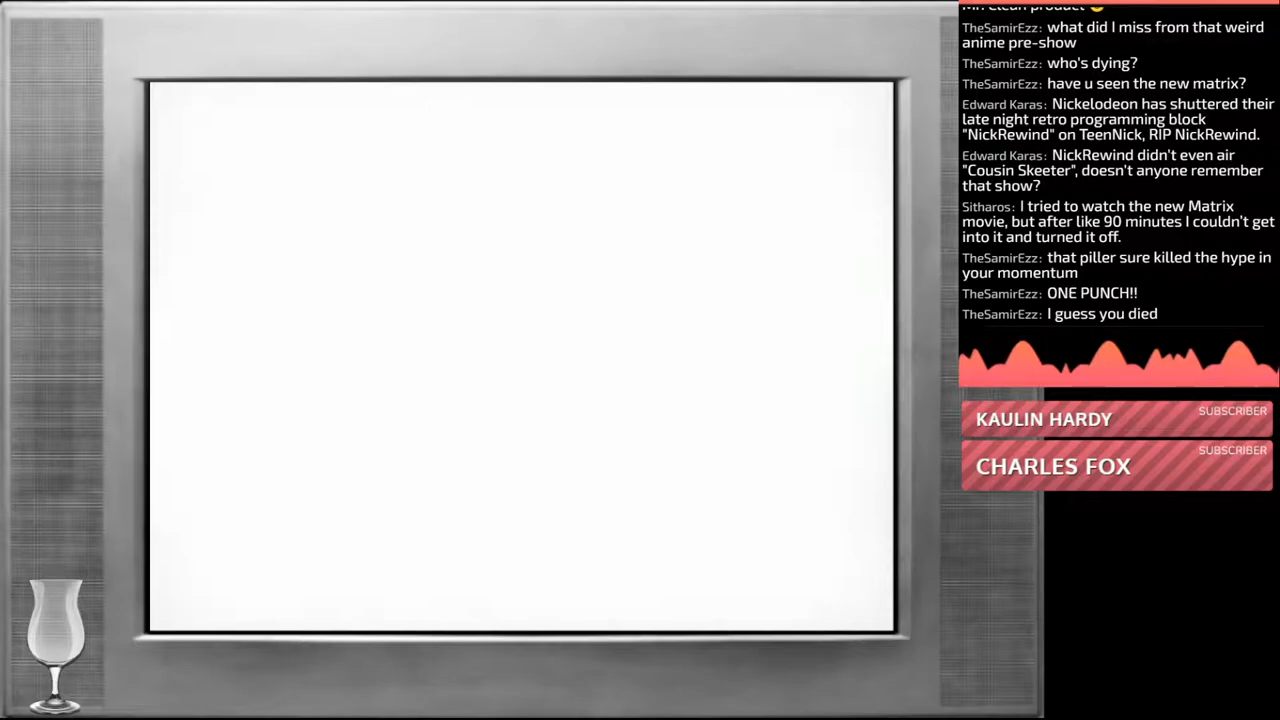 Mr. Clean product
TheSamirEzz: what did I miss from that weird
anime pre-show
TheSamirEzz: who's dying?
TheSamirEzz: have u seen the new matrix?
Edward Karas: Nickelodeon has shuttered their
late night retro programming block
"NickRewind" on TeenNick, RIP NickRewind.
Edward Karas: NickRewind didn't even air
"Cousin Skeeter", doesn't anyone remember
that show?
Sitharos: I tried to watch the new Matrix
movie, but after like 90 minutes I couldn't get
into it and turned it off.
TheSamirEzz: that piller sure killed the hype in
your momentum
TheSamirEzz: ONE PUNCH!!
TheSamirEzz: I guess you died
KAULIN HARDY SUBSCRIBER
CHARLES FOX SUBSCRIBER